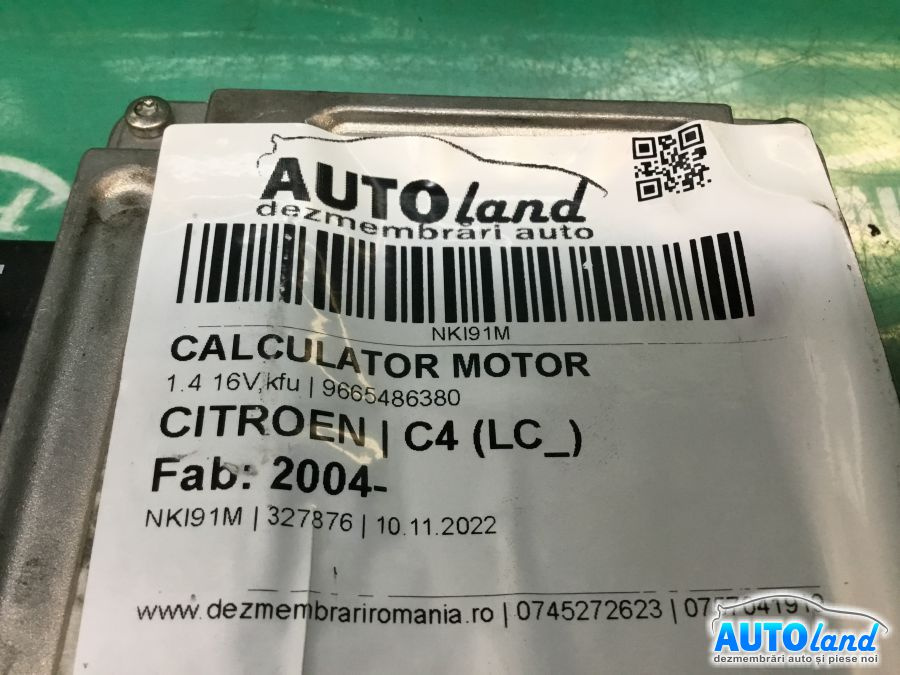 AUTOland
dezmembrări auto
NKI91M
CALCULATOR MOTOR
1.4 16V,kfu | 9665486380
CITROEN | C4 (LC_)
Fab: 2004-
NKI91M | 327876 | 10.11.2022
www.dezmembrariromania.ro | 0745272623 |
AUTOland
dezmembrări auto și piese noi